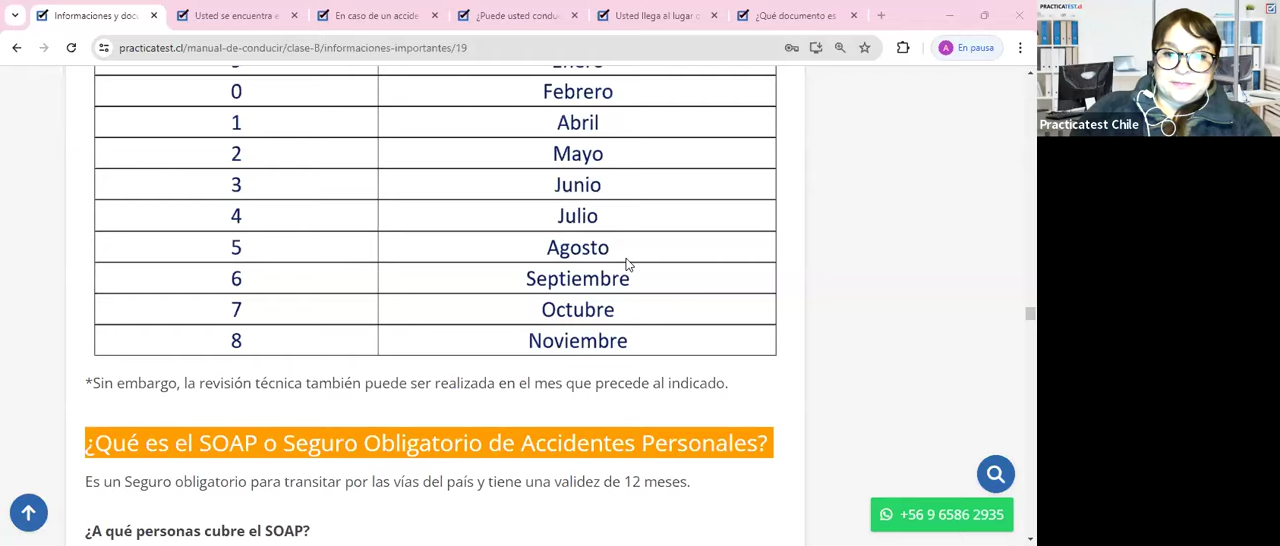 Informaciones y docu
Usted se encuentra e
En caso de un accide
¿Puede usted condu
Usted llega al lugar o
¿Qué documento es
practicatest.cl/manual-de-conducir/clase-B/informaciones-importantes/19
A En pausa
PRACTICATEST.cl
Practicatest Chile
Enero
0 Febrero
1 Abril
2 Mayo
3 Junio
4 Julio
5 Agosto
6 Septiembre
7 Octubre
8 Noviembre
*Sin embargo, la revisión técnica también puede ser realizada en el mes que precede al indicado.
¿Qué es el SOAP o Seguro Obligatorio de Accidentes Personales?
Es un Seguro obligatorio para transitar por las vías del país y tiene una validez de 12 meses.
+56 9 6586 2935
¿A qué personas cubre el SOAP?